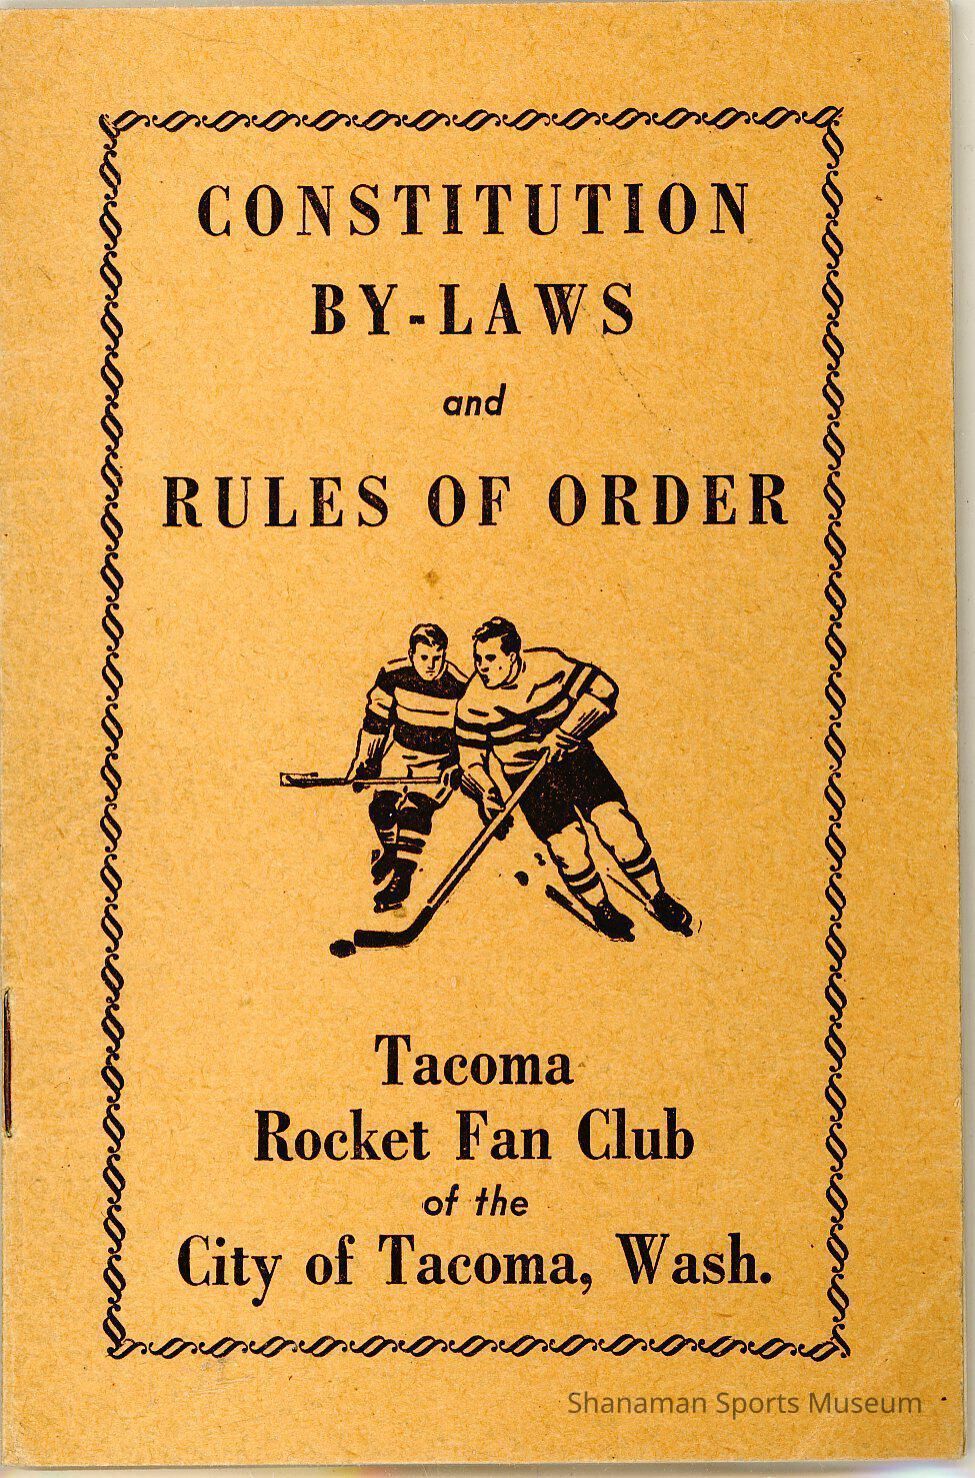 CONSTITUTION
BY-LAWS
and
RULES OF ORDER
Tacoma
Rocket Fan Club
of the
City of Tacoma, Wash.
Shanaman Sports Museum